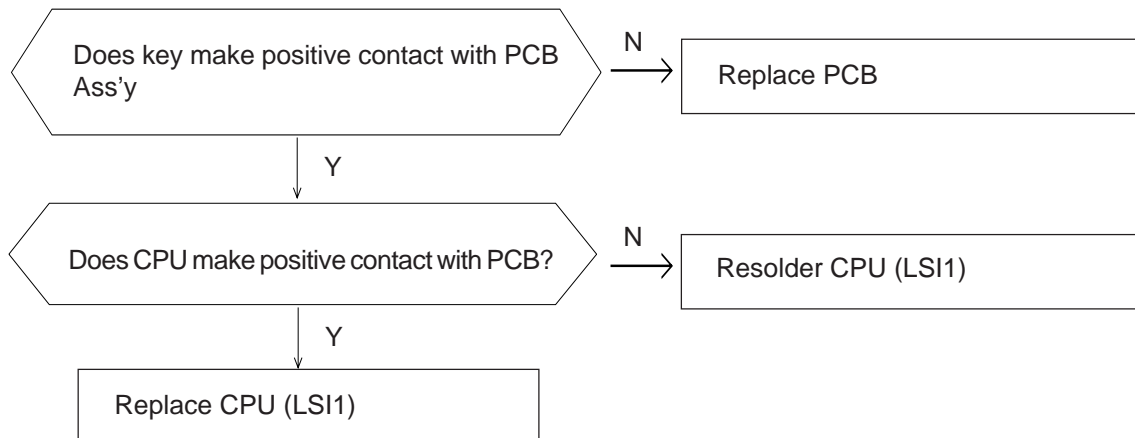 Does key make positive contact with PCB
Ass'y
N
Replace PCB
Y
Does CPU make positive contact with PCB?
N
Resolder CPU (LSI1)
Y
Replace CPU (LSI1)